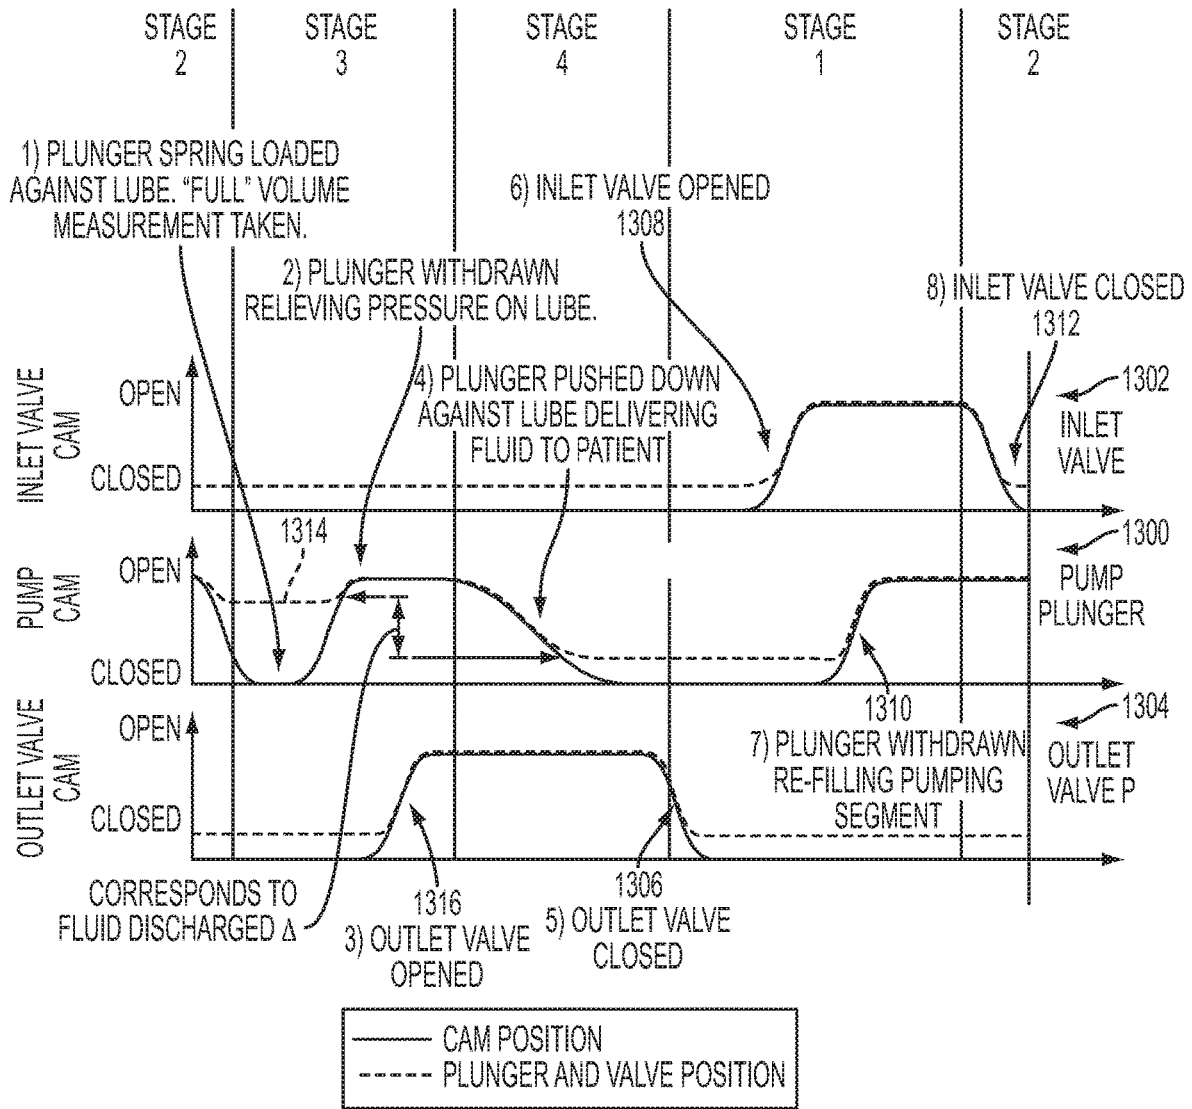 STAGE
2
STAGE
3
STAGE
4
STAGE
1
STAGE
2
1) PLUNGER SPRING LOADED
AGAINST LUBE. "FULL" VOLUME
MEASUREMENT TAKEN.
2) PLUNGER WITHDRAWN
RELIEVING PRESSURE ON LUBE.
4) PLUNGER PUSHED DOWN
AGAINST LUBE DELIVERING
FLUID TO PATIENT
6) INLET VALVE OPENED
1308
8) INLET VALVE CLOSED
1312
INLET VALVE
CAM
OPEN
CLOSED
1302
INLET
VALVE
1314
PUMP
CAM
OPEN
CLOSED
1300
PUMP
PLUNGER
1310
7) PLUNGER WITHDRAWN
RE-FILLING PUMPING
SEGMENT
OUTLET VALVE
CAM
OPEN
CLOSED
1304
OUTLET
VALVE P
CORRESPONDS TO
FLUID DISCHARGED Δ
1316
3) OUTLET VALVE
OPENED
1306
5) OUTLET VALVE
CLOSED
CAM POSITION
PLUNGER AND VALVE POSITION